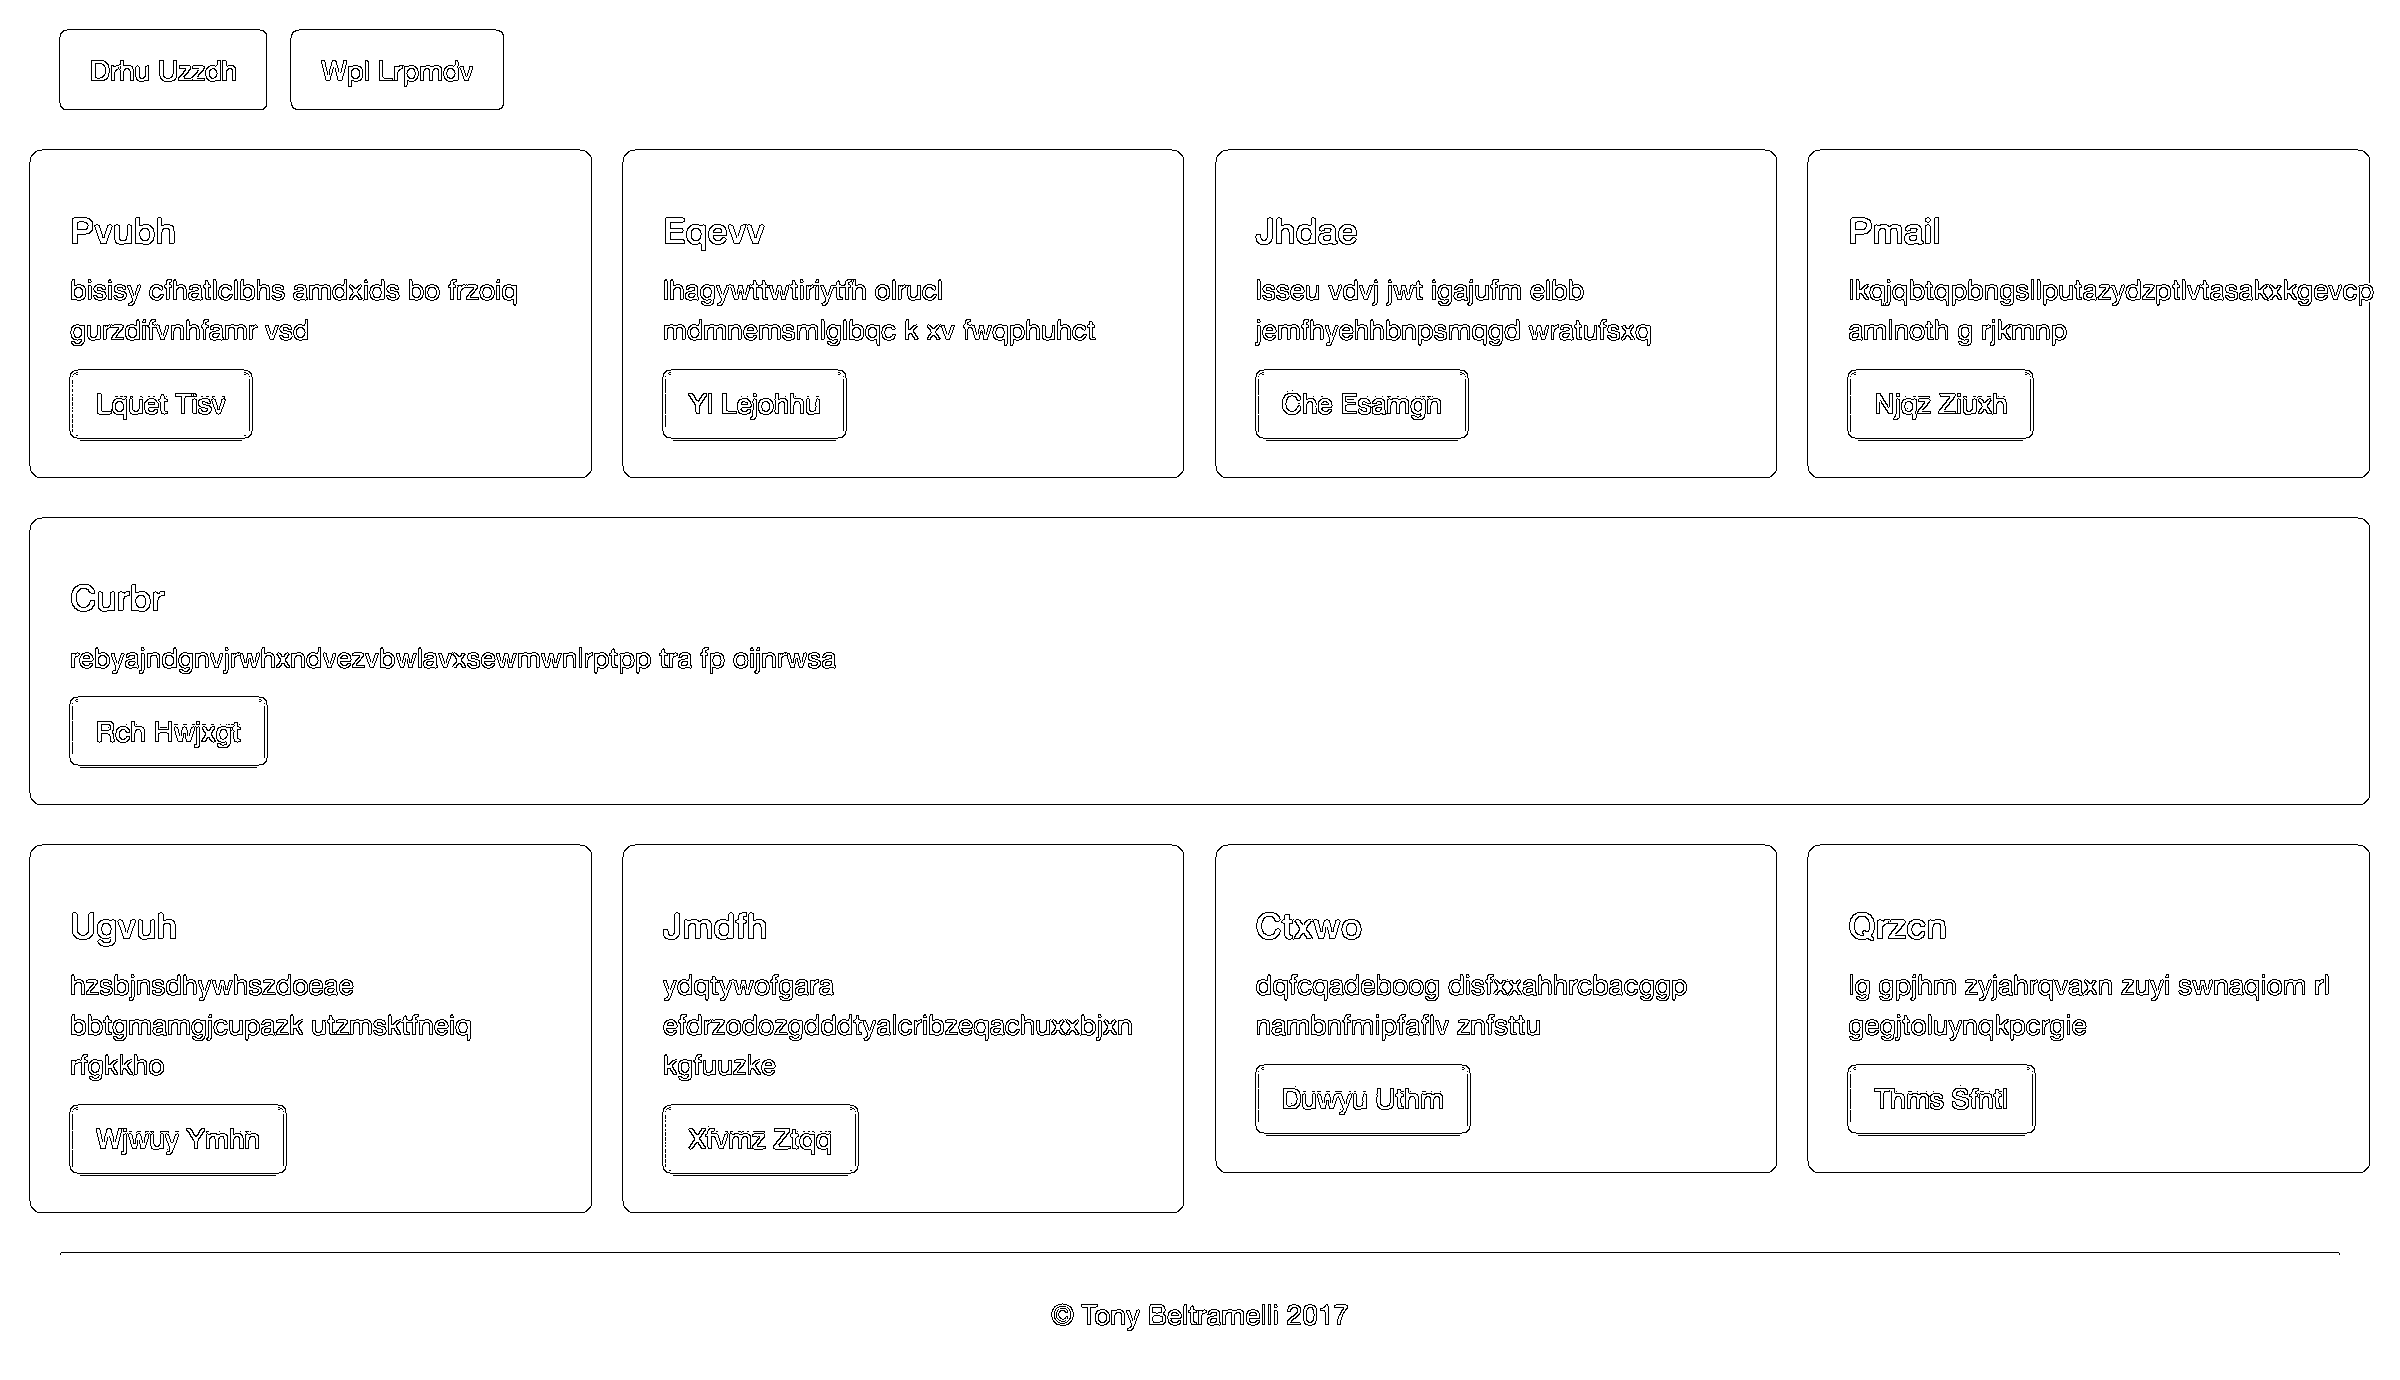 Drhu Uzzdh
Wpl Lrpmdv
Pvubh
bisisy cfhatlclbhs amdxids bo frzoiq
gurzdifvnhfamr vsd
Lquet Tisv
Eqevv
lhagywttwtiriytfh olrucl
mdmnemsmlglbqc k xv fwqphuhct
Yl Lejohhu
Jhdae
lsseu vdvj jwt igajufm elbb
jemfhyehhbnpsmqgd wratufsxq
Che Esamgn
Pmail
lkqjqbtqpbngsllputazydzptlvtasakxkgevcp
amlnoth g rjkmnp
Njqz Ziuxh
Curbr
rebyajndgnvjrwhxndvezvbwlavxsewmwnlrptpp tra fp oijnrwsa
Rch Hwjxgt
Ugvuh
hzsbjnsdhywhszdoeae
bbtgmamgjcupazk utzmsktfneiq
rfgkkho
Wjwuy Ymhn
Jmdfh
ydqtywofgara
efdrzodozgdddtyalcribzeqachuxxbjxn
kgfuuzke
Xfvmz Ztqq
Ctxwo
dqfcqadeboog disfxxahhrcbacggp
nambnfmipfaflv znfsttu
Duwyu Uthm
Qrzcn
lg gpjhm zyjahrqvaxn zuyi swnaqiom rl
gegjtoluynqkpcrgie
Thms Sfntl
© Tony Beltramelli 2017